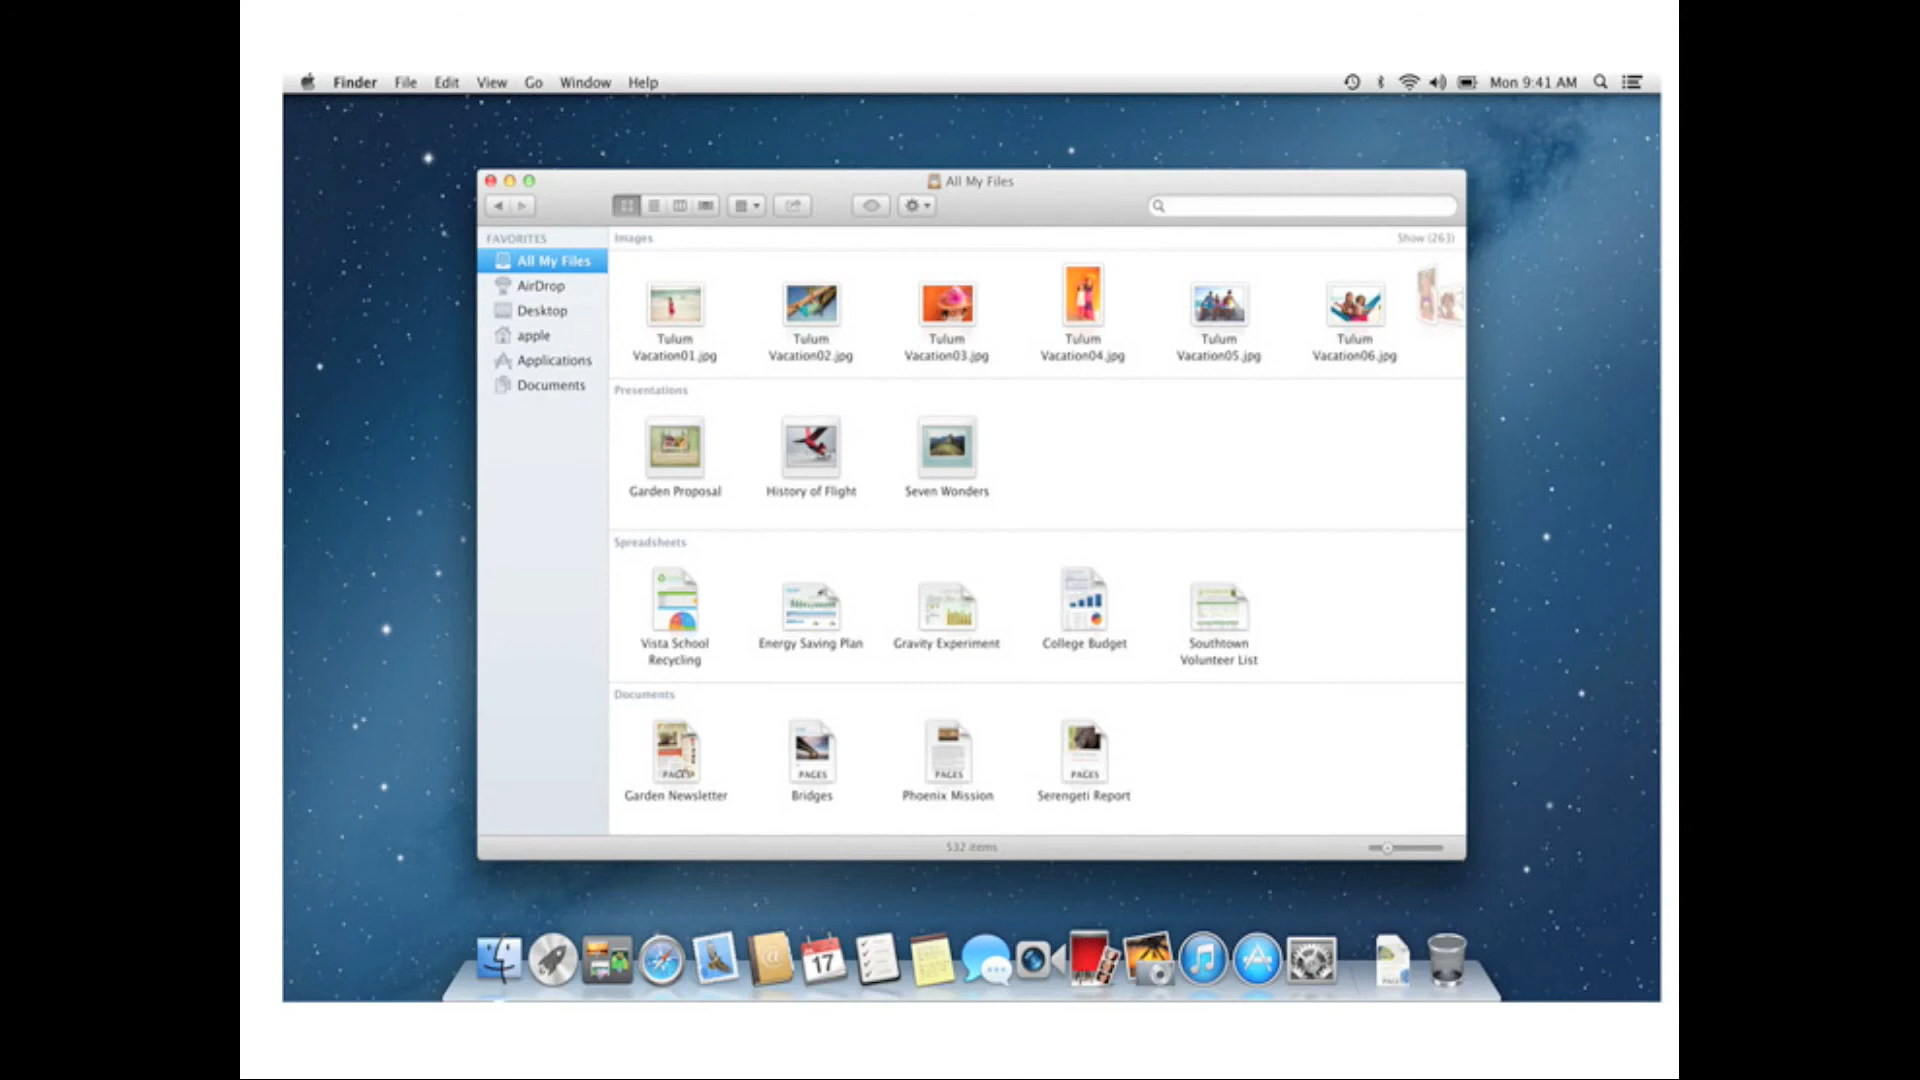 Finder File Edit View Go Window Help Mon 9:41 AM
All My Files
FAVORITES
All My Files
AirDrop
Desktop
apple
Applications
Documents
Images Show (263)
Tulum Vacation01.jpg
Tulum Vacation02.jpg
Tulum Vacation03.jpg
Tulum Vacation04.jpg
Tulum Vacation05.jpg
Tulum Vacation06.jpg
Presentations
Garden Proposal
History of Flight
Seven Wonders
Spreadsheets
Vista School Recycling
Energy Saving Plan
Gravity Experiment
College Budget
Southtown Volunteer List
Documents
PAGES
PAGES
PAGES
PAGES
Garden Newsletter
Bridges
Phoenix Mission
Serengeti Report
532 items
17
PAGES